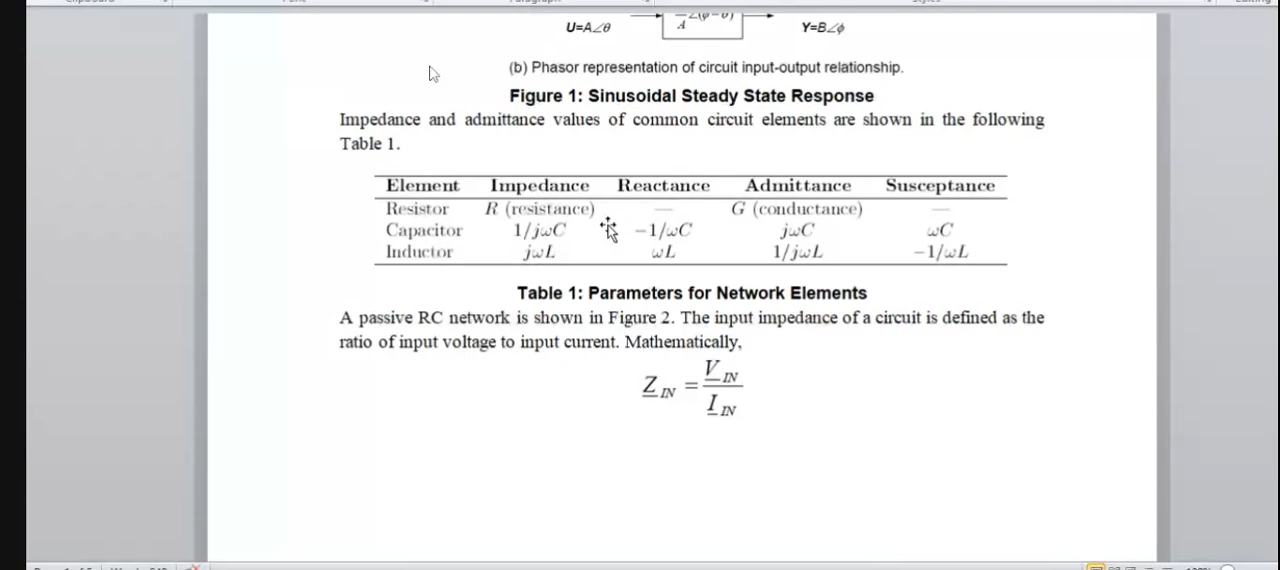 U=A∠θ
A
∠(φ−θ)
Y=B∠ϕ
(b) Phasor representation of circuit input-output relationship.
Figure 1: Sinusoidal Steady State Response
Impedance and admittance values of common circuit elements are shown in the following
Table 1.
Element Impedance Reactance Admittance Susceptance
Resistor R (resistance) — G (conductance) —
Capacitor 1/jωC −1/ωC jωC ωC
Inductor jωL ωL 1/jωL −1/ωL
Table 1: Parameters for Network Elements
A passive RC network is shown in Figure 2. The input impedance of a circuit is defined as the
ratio of input voltage to input current. Mathematically,
Z IN = V IN / I IN